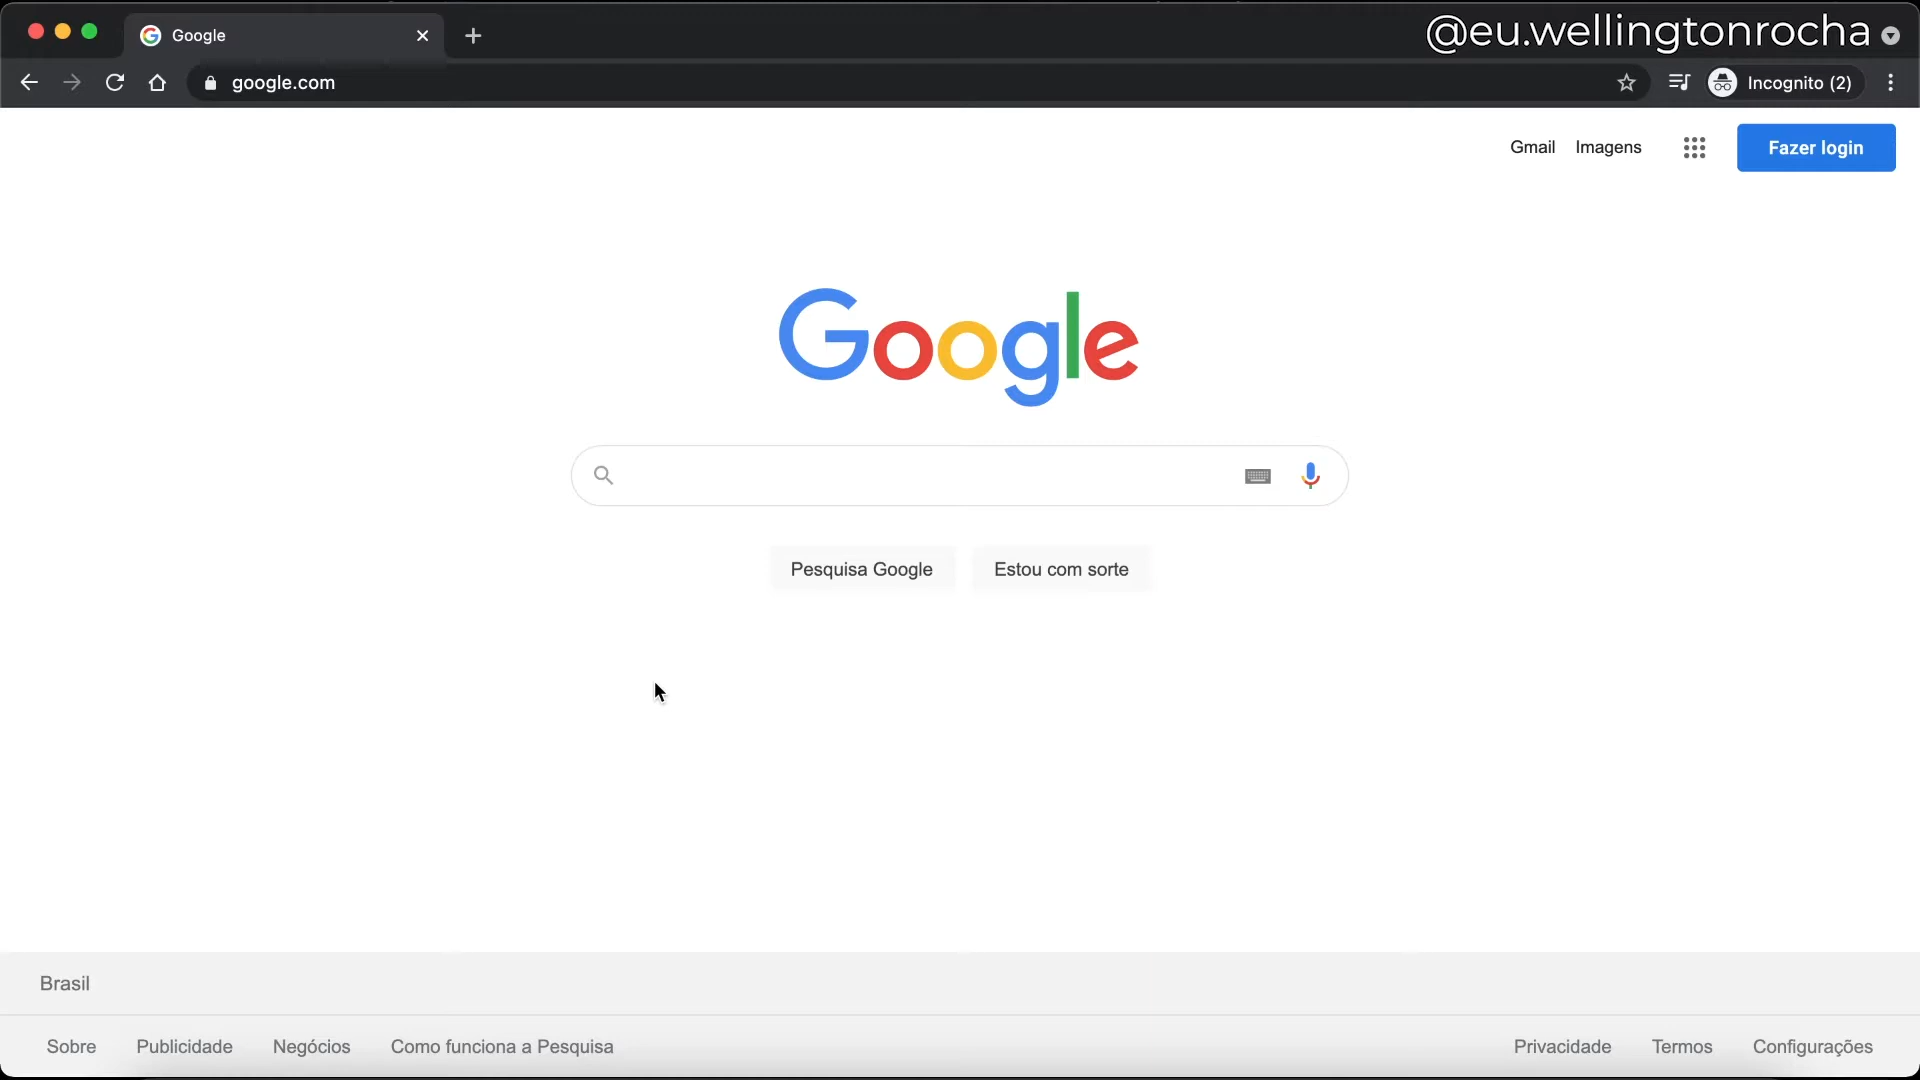 Google
@eu.wellingtonrocha
google.com
Incognito (2)
Gmail Imagens
Fazer login
Google
Pesquisa Google Estou com sorte
Brasil
Sobre Publicidade Negócios Como funciona a Pesquisa Privacidade Termos Configurações